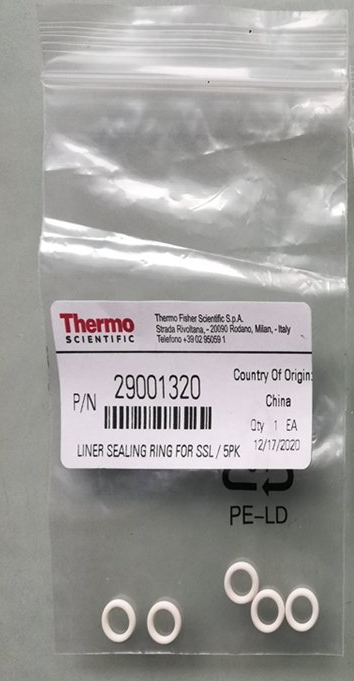 Thermo
SCIENTIFIC
Thermo Fisher Scientific S.p.A.
Strada Rivoltana, - 20090 Rodano, Milan, - Italy
Telefono +39 02 95059 1
P/N 29001320
Country Of Origin:
China
Qty 1 EA
12/17/2020
LINER SEALING RING FOR SSL / 5PK
PE-LD